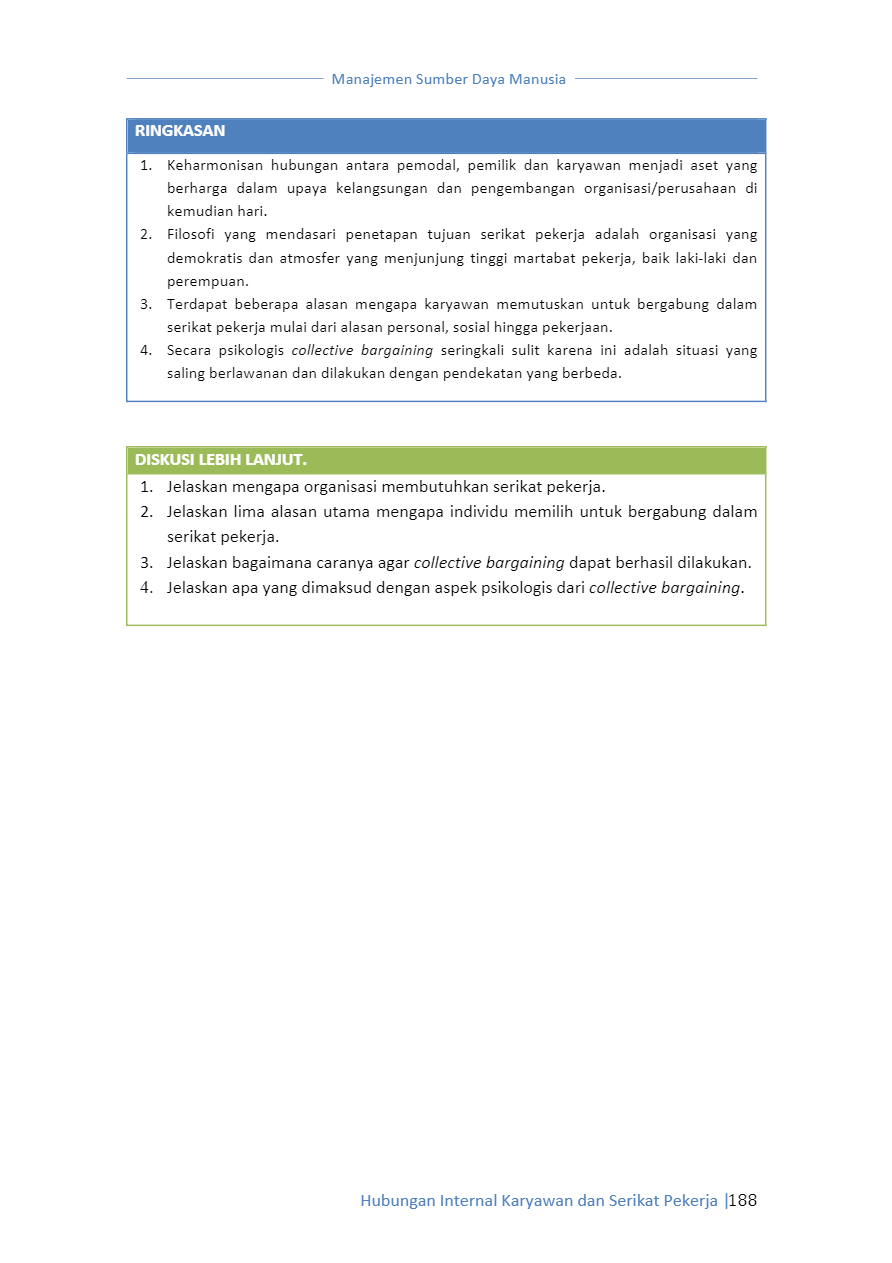 Manajemen Sumber Daya Manusia
RINGKASAN
1. Keharmonisan hubungan antara pemodal, pemilik dan karyawan menjadi aset yang
berharga dalam upaya kelangsungan dan pengembangan organisasi/perusahaan di
kemudian hari.
2. Filosofi yang mendasari penetapan tujuan serikat pekerja adalah organisasi yang
demokratis dan atmosfer yang menjunjung tinggi martabat pekerja, baik laki-laki dan
perempuan.
3. Terdapat beberapa alasan mengapa karyawan memutuskan untuk bergabung dalam
serikat pekerja mulai dari alasan personal, sosial hingga pekerjaan.
4. Secara psikologis collective bargaining seringkali sulit karena ini adalah situasi yang
saling berlawanan dan dilakukan dengan pendekatan yang berbeda.
DISKUSI LEBIH LANJUT.
1. Jelaskan mengapa organisasi membutuhkan serikat pekerja.
2. Jelaskan lima alasan utama mengapa individu memilih untuk bergabung dalam
serikat pekerja.
3. Jelaskan bagaimana caranya agar collective bargaining dapat berhasil dilakukan.
4. Jelaskan apa yang dimaksud dengan aspek psikologis dari collective bargaining.
Hubungan Internal Karyawan dan Serikat Pekerja |188